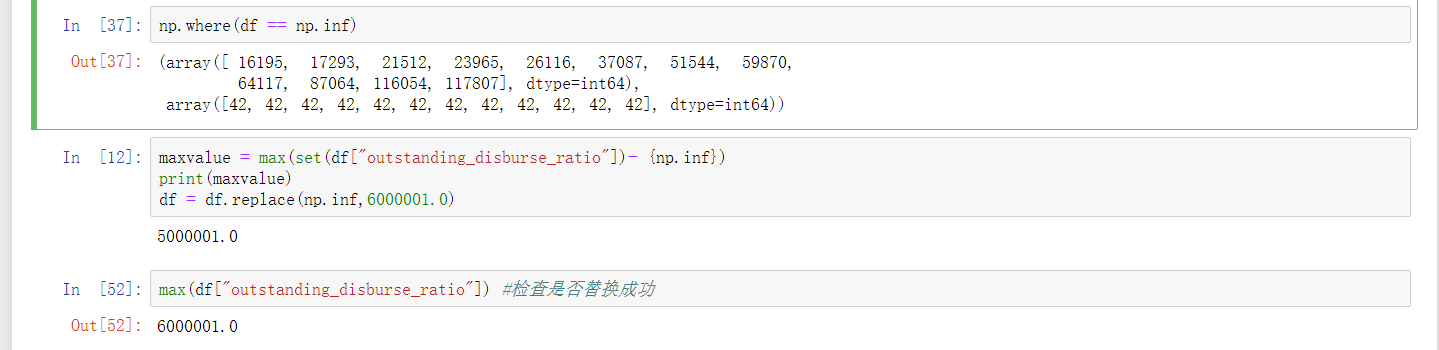 In [37]: np.where(df == np.inf)
Out[37]: (array([ 16195, 17293, 21512, 23965, 26116, 37087, 51544, 59870,
64117, 87064, 116054, 117807], dtype=int64),
array([42, 42, 42, 42, 42, 42, 42, 42, 42, 42, 42, 42], dtype=int64))
In [12]: maxvalue = max(set(df["outstanding_disburse_ratio"])- {np.inf})
print(maxvalue)
df = df.replace(np.inf,6000001.0)
5000001.0
In [52]: max(df["outstanding_disburse_ratio"]) #检查是否替换成功
Out[52]: 6000001.0